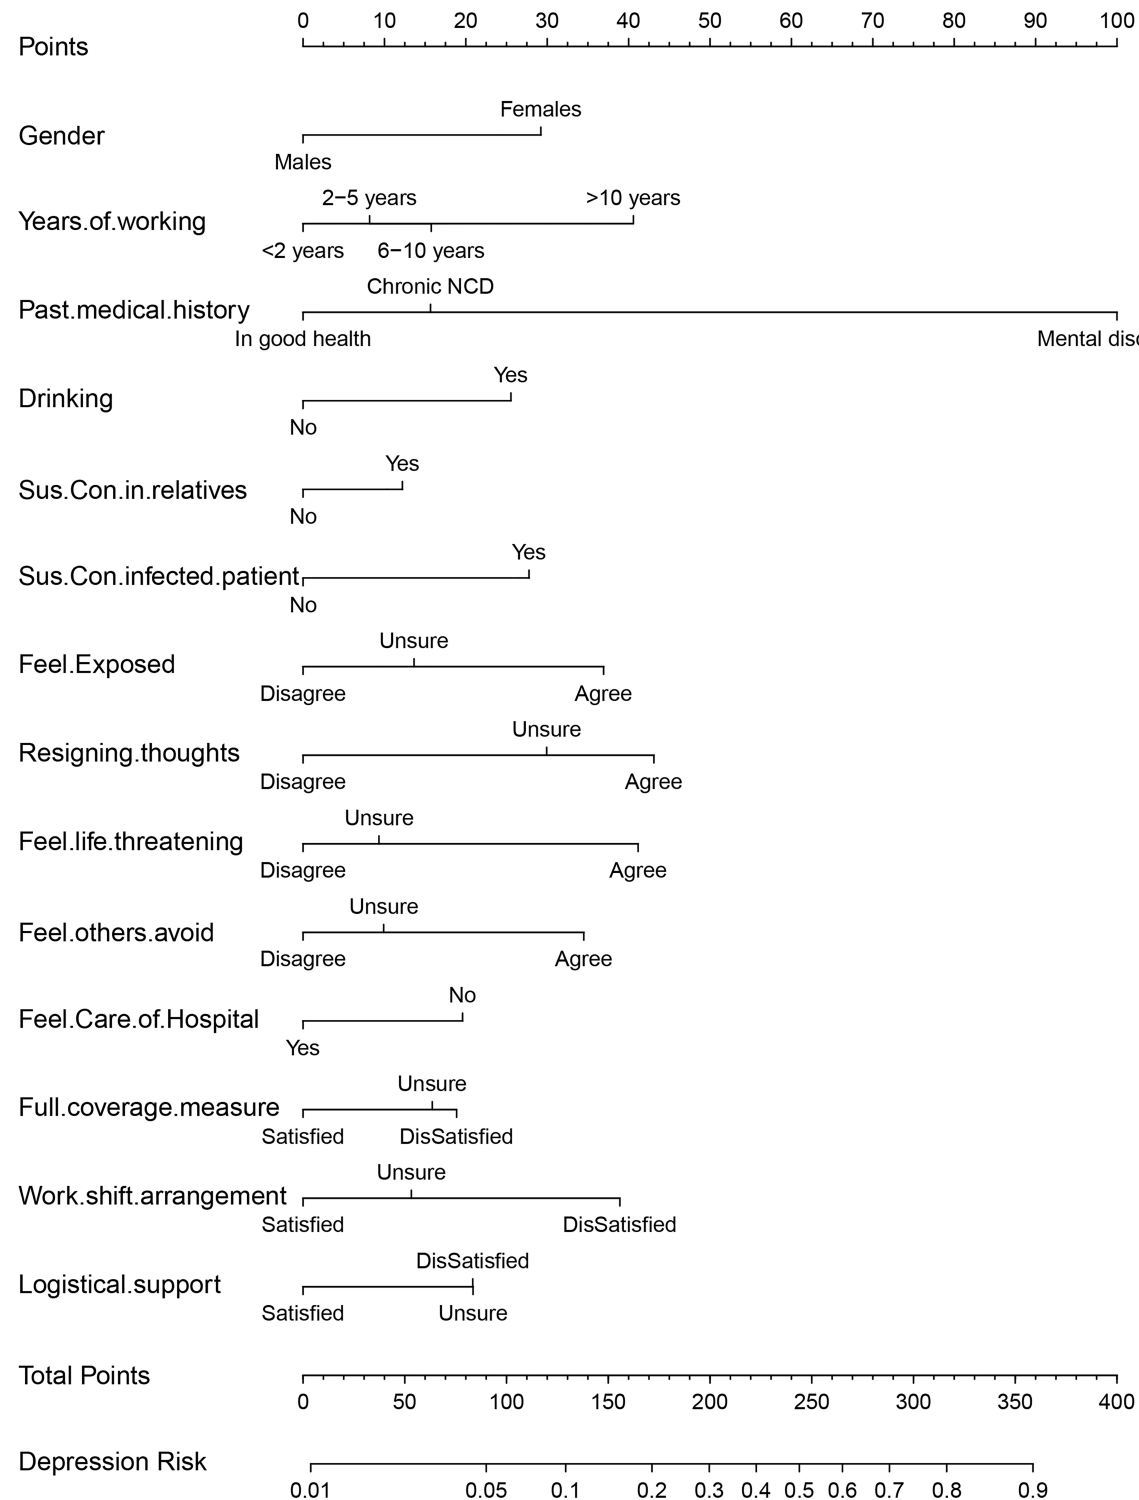 0 10 20 30 40 50 60 70 80 90 100
Points
Females
Gender
Males
2−5 years >10 years
Years.of.working
<2 years 6−10 years
Chronic NCD
Past.medical.history
In good health Mental diso
Yes
Drinking
No
Yes
Sus.Con.in.relatives
No
Yes
Sus.Con.infected.patient
No
Unsure
Feel.Exposed
Disagree Agree
Unsure
Resigning.thoughts
Disagree Agree
Unsure
Feel.life.threatening
Disagree Agree
Unsure
Feel.others.avoid
Disagree Agree
No
Feel.Care.of.Hospital
Yes
Unsure
Full.coverage.measure
Satisfied DisSatisfied
Unsure
Work.shift.arrangement
Satisfied DisSatisfied
DisSatisfied
Logistical.support
Satisfied Unsure
Total Points
0 50 100 150 200 250 300 350 400
Depression Risk
0.01 0.05 0.1 0.2 0.3 0.4 0.5 0.6 0.7 0.8 0.9